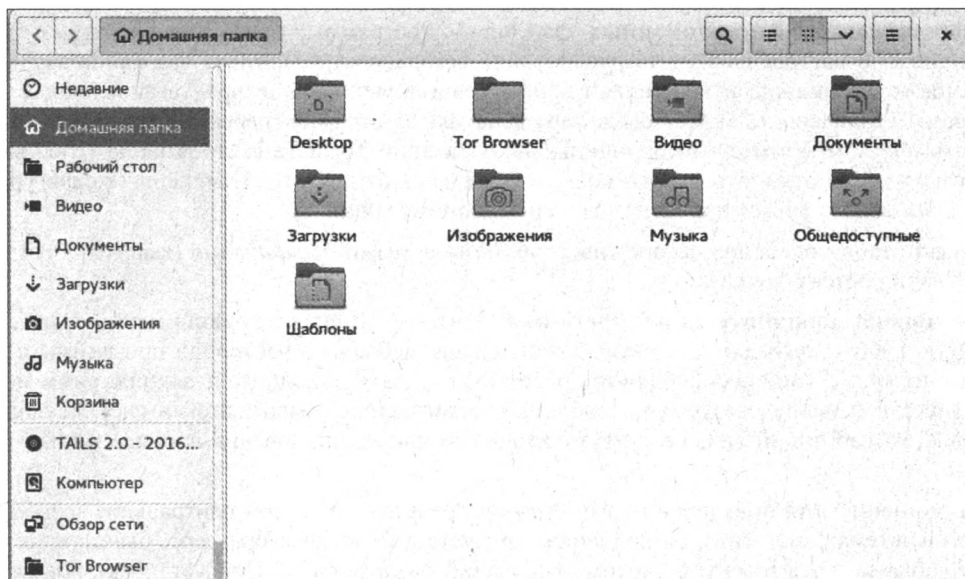 Домашняя папка
Недавние
Домашняя папка
Рабочий стол
Видео
Документы
Загрузки
Изображения
Музыка
Корзина
TAILS 2.0 - 2016...
Компьютер
Обзор сети
Tor Browser
Desktop
Tor Browser
Видео
Документы
Загрузки
Изображения
Музыка
Общедоступные
Шаблоны